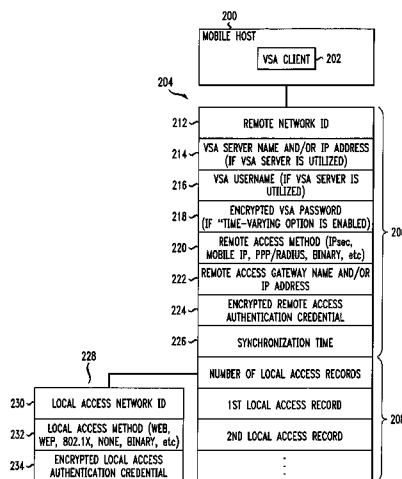 200
MOBILE HOST
VSA CLIENT
202
204
212
REMOTE NETWORK ID
214
VSA SERVER NAME AND/OR IP ADDRESS
(IF VSA SERVER IS UTILIZED)
216
VSA USERNAME (IF VSA SERVER IS
UTILIZED)
218
ENCRYPTED VSA PASSWORD
(IF "TIME-VARYING OPTION IS ENABLED)
220
REMOTE ACCESS METHOD (IPsec,
MOBILE IP, PPP/RADIUS, BINARY, etc)
222
REMOTE ACCESS GATEWAY NAME AND/OR
IP ADDRESS
224
ENCRYPTED REMOTE ACCESS
AUTHENTICATION CREDENTIAL
226
SYNCHRONIZATION TIME
228
NUMBER OF LOCAL ACCESS RECORDS
230
LOCAL ACCESS NETWORK ID
1ST LOCAL ACCESS RECORD
208
232
LOCAL ACCESS METHOD (WEB,
WEP, 802.1X, NONE, BINARY, etc)
2ND LOCAL ACCESS RECORD
234
ENCRYPTED LOCAL ACCESS
AUTHENTICATION CREDENTIAL